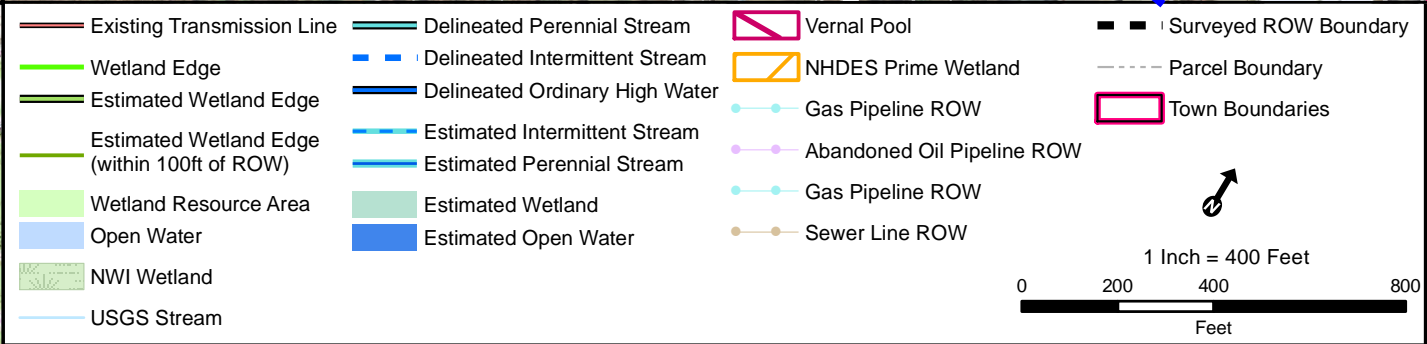 Existing Transmission Line
Wetland Edge
Estimated Wetland Edge
Estimated Wetland Edge
(within 100ft of ROW)
Wetland Resource Area
Open Water
NWI Wetland
USGS Stream
Delineated Perennial Stream
Delineated Intermittent Stream
Delineated Ordinary High Water
Estimated Intermittent Stream
Estimated Perennial Stream
Estimated Wetland
Estimated Open Water
Vernal Pool
NHDES Prime Wetland
Gas Pipeline ROW
Abandoned Oil Pipeline ROW
Gas Pipeline ROW
Sewer Line ROW
Surveyed ROW Boundary
Parcel Boundary
Town Boundaries
N
1 Inch = 400 Feet
0 200 400 800
Feet